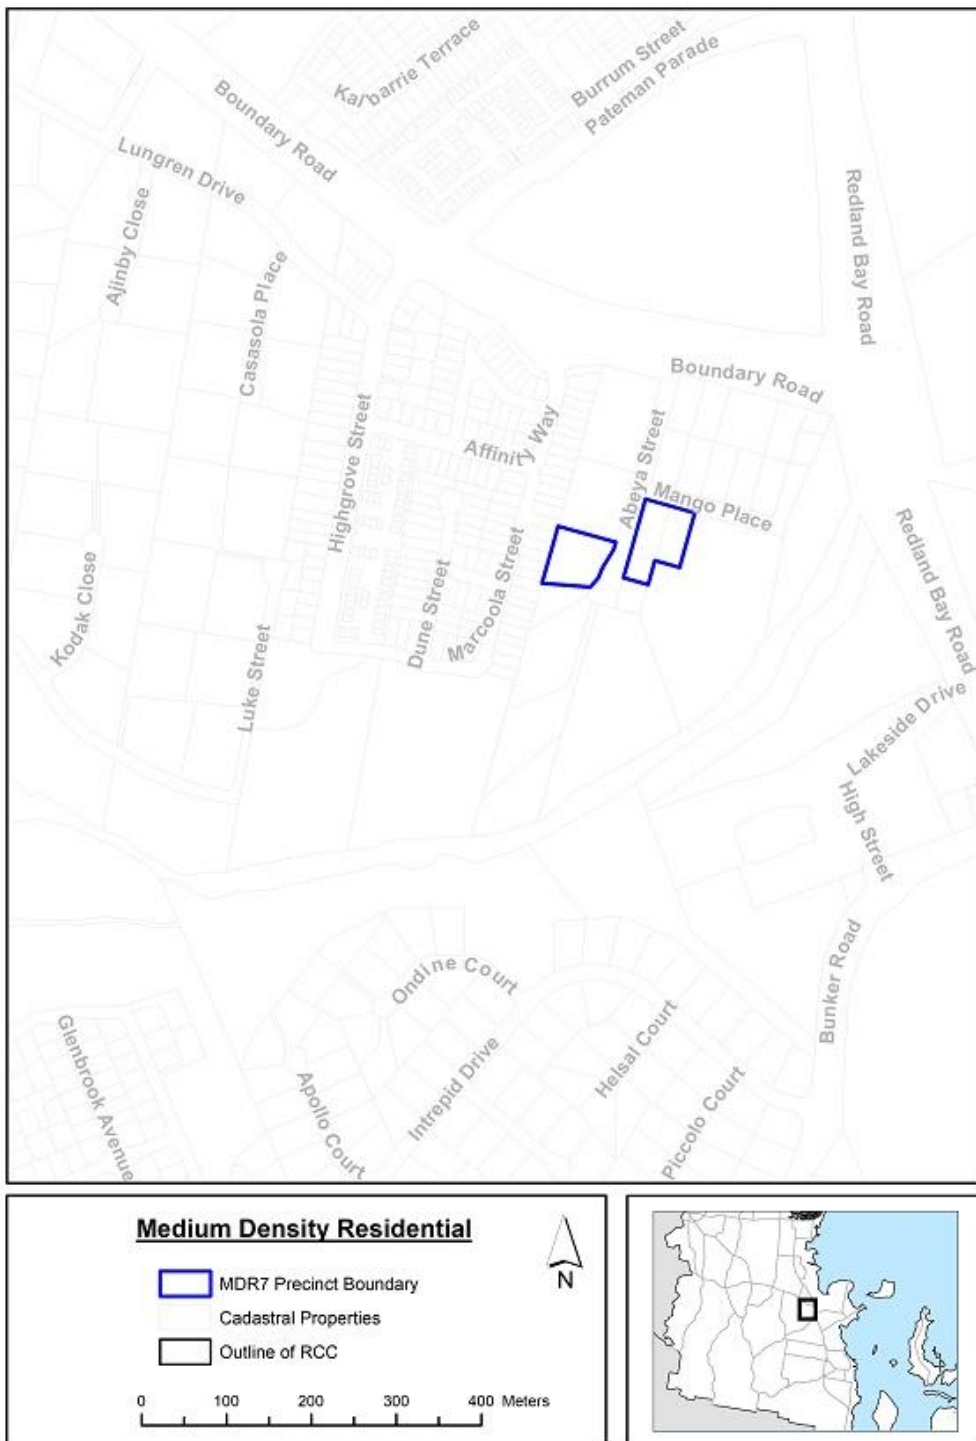 Kalbarrie Terrace
Burrum Street
Pateman Parade
Boundary Road
Lungren Drive
Ajinby Close
Redland Bay Road
Casasola Place
Boundary Road
Highgrove Street
Affinity Way
Abeya Street
Mango Place
Redland Bay Road
Marcoola Street
Kodak Close
Dune Street
Luke Street
Lakeside Drive
High Street
Bunker Road
Ondine Court
Glenbrook Avenue
Intrepid Drive
Helsal Court
Apollo Court
Piccolo Court
Medium Density Residential
MDR7 Precinct Boundary
Cadastral Properties
Outline of RCC
N
0 100 200 300 400 Meters